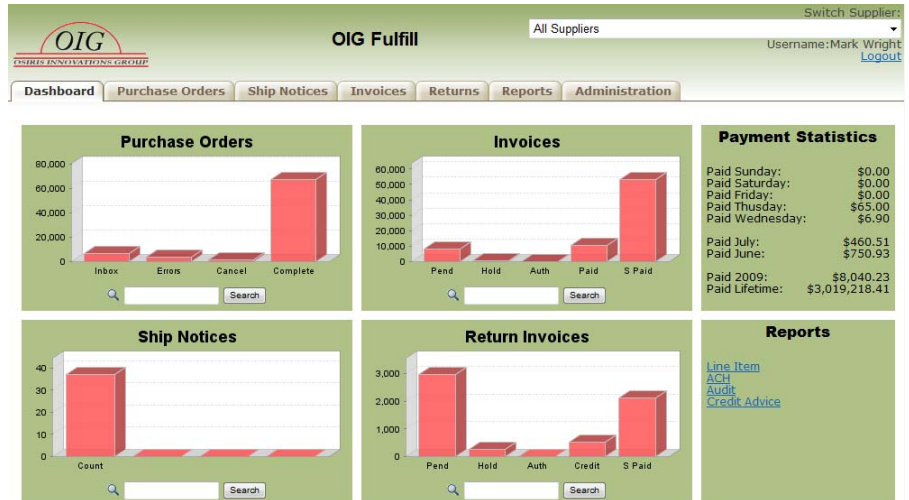 Switch Supplier:
OIG
OSIRIS INNOVATIONS GROUP
OIG Fulfill
All Suppliers
Username:Mark Wright
Logout
Dashboard Purchase Orders Ship Notices Invoices Returns Reports Administration
Purchase Orders
80,000
60,000
40,000
20,000
0
Inbox Errors Cancel Complete
Search
Invoices
60,000
50,000
40,000
30,000
20,000
10,000
0
Pend Hold Auth Paid S Paid
Search
Payment Statistics
Paid Sunday: $0.00
Paid Saturday: $0.00
Paid Friday: $0.00
Paid Thusday: $65.00
Paid Wednesday: $6.90
Paid July: $460.51
Paid June: $750.93
Paid 2009: $8,040.23
Paid Lifetime: $3,019,218.41
Ship Notices
40
30
20
10
0
Count
Search
Return Invoices
3,000
2,000
1,000
0
Pend Hold Auth Credit S Paid
Search
Reports
Line Item
ACH
Audit
Credit Advice